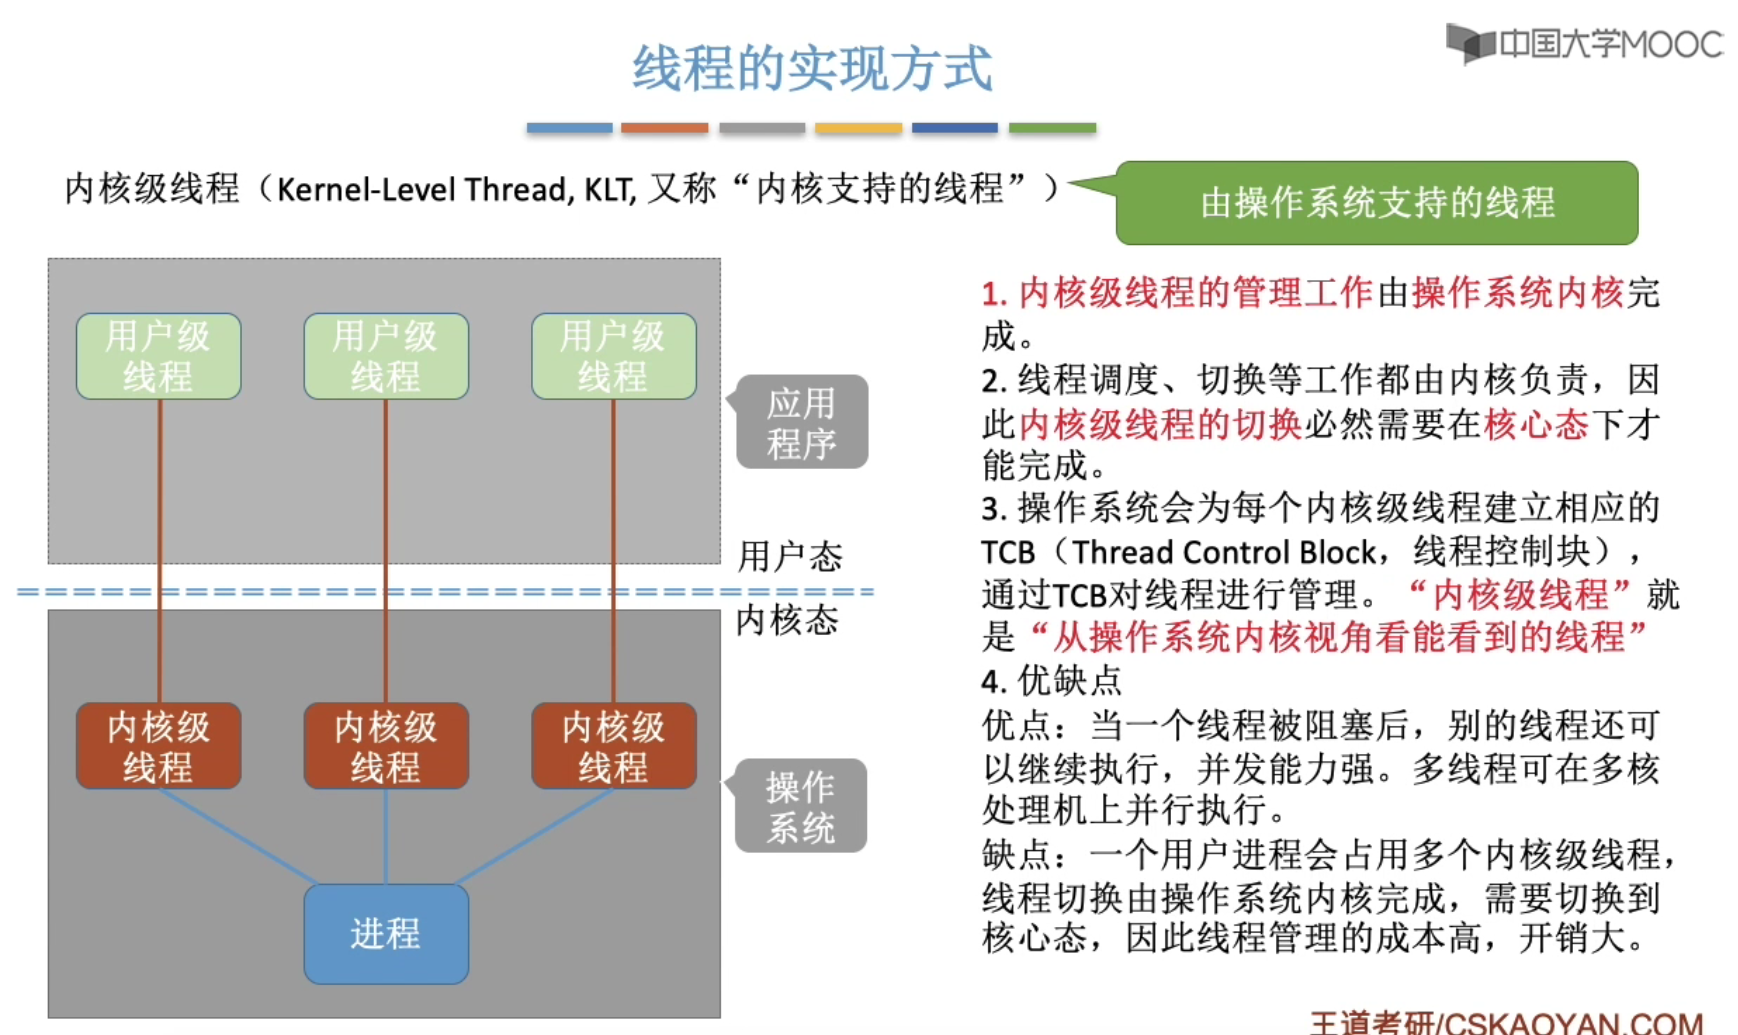 中国大学MOOC
线程的实现方式
内核级线程（Kernel-Level Thread, KLT, 又称“内核支持的线程”）
由操作系统支持的线程
用户级
线程
用户级
线程
用户级
线程
应用
程序
用户态
内核态
内核级
线程
内核级
线程
内核级
线程
操作
系统
进程
1. 内核级线程的管理工作由操作系统内核完
成。
2. 线程调度、切换等工作都由内核负责，因
此内核级线程的切换必然需要在核心态下才
能完成。
3. 操作系统会为每个内核级线程建立相应的
TCB（Thread Control Block，线程控制块），
通过TCB对线程进行管理。“内核级线程”就
是“从操作系统内核视角看能看到的线程”
4. 优缺点
优点：当一个线程被阻塞后，别的线程还可
以继续执行，并发能力强。多线程可在多核
处理机上并行执行。
缺点：一个用户进程会占用多个内核级线程，
线程切换由操作系统内核完成，需要切换到
核心态，因此线程管理的成本高，开销大。
王道考研/CSKAOYAN.COM